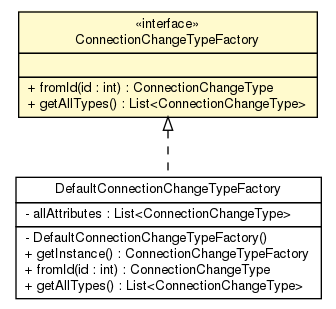 «interface»
ConnectionChangeTypeFactory
+ fromId(id : int) : ConnectionChangeType
+ getAllTypes() : List<ConnectionChangeType>
DefaultConnectionChangeTypeFactory
- allAttributes : List<ConnectionChangeType>
- DefaultConnectionChangeTypeFactory()
+ getInstance() : ConnectionChangeTypeFactory
+ fromId(id : int) : ConnectionChangeType
+ getAllTypes() : List<ConnectionChangeType>